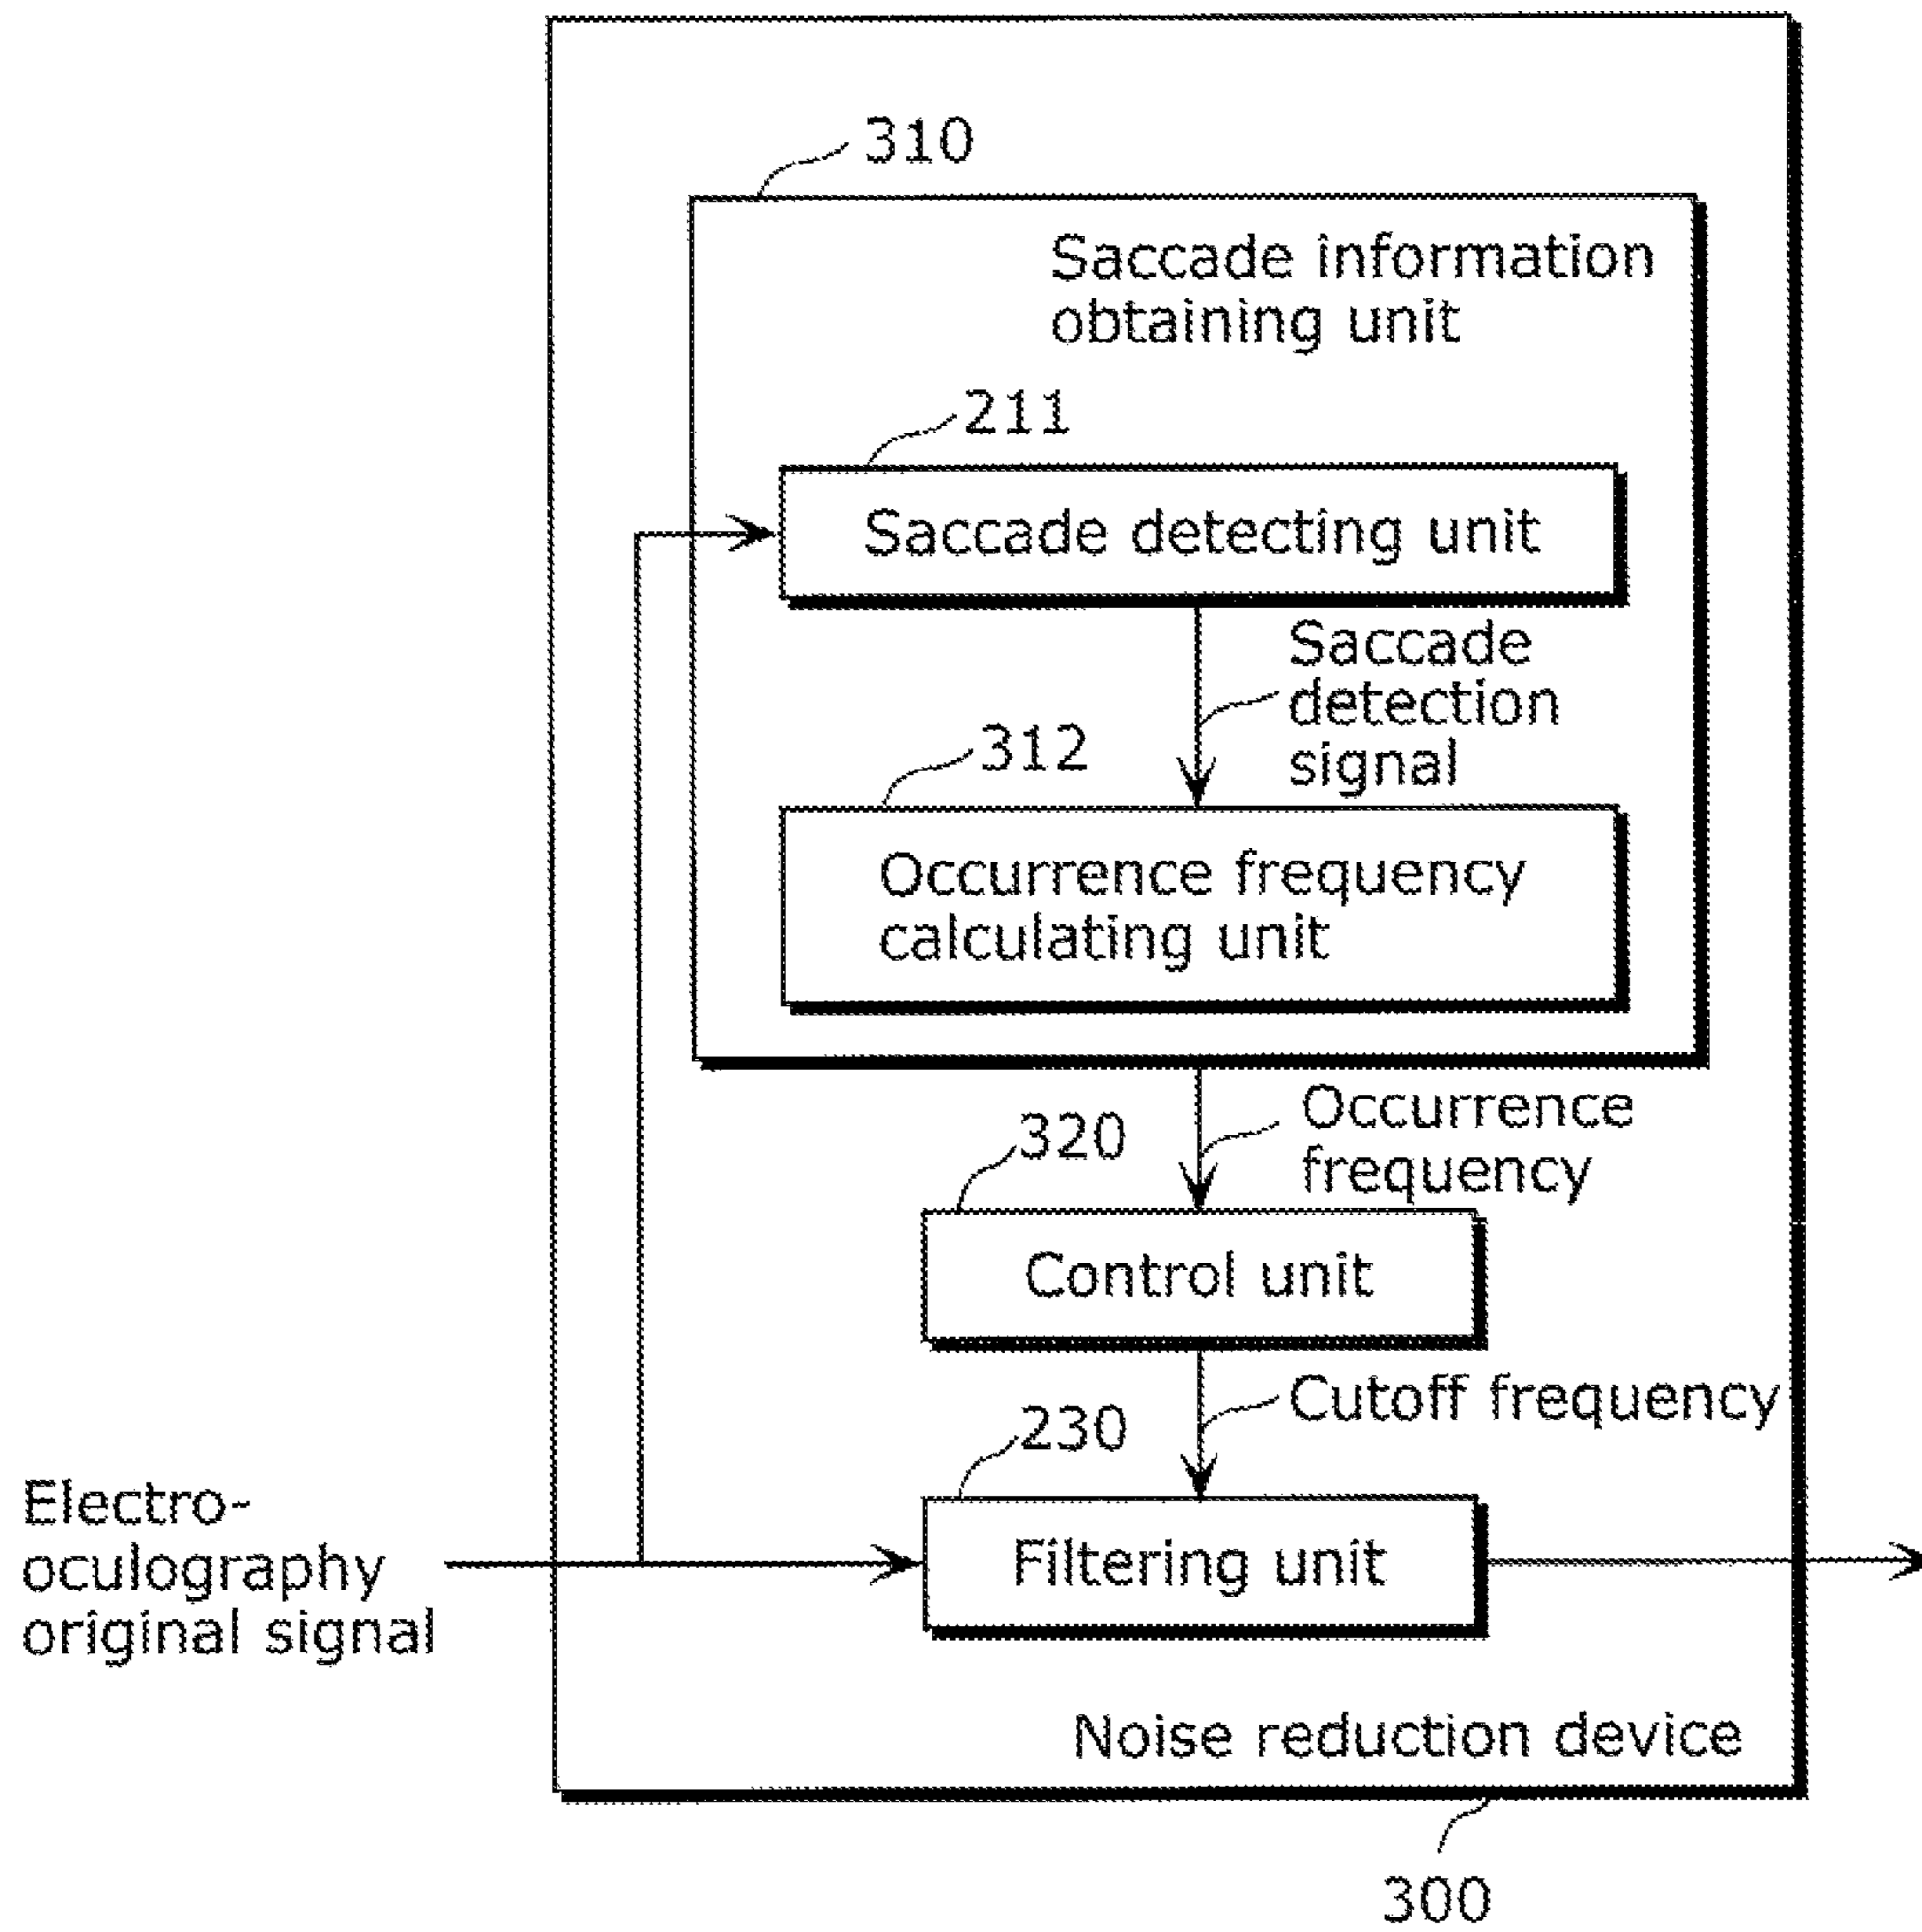 310
Saccade information
obtaining unit
211
Saccade detecting unit
Saccade
detection
signal
312
Occurrence frequency
calculating unit
Occurrence
frequency
320
Control unit
Cutoff frequency
230
Electro-
oculography
original signal
Filtering unit
Noise reduction device
300